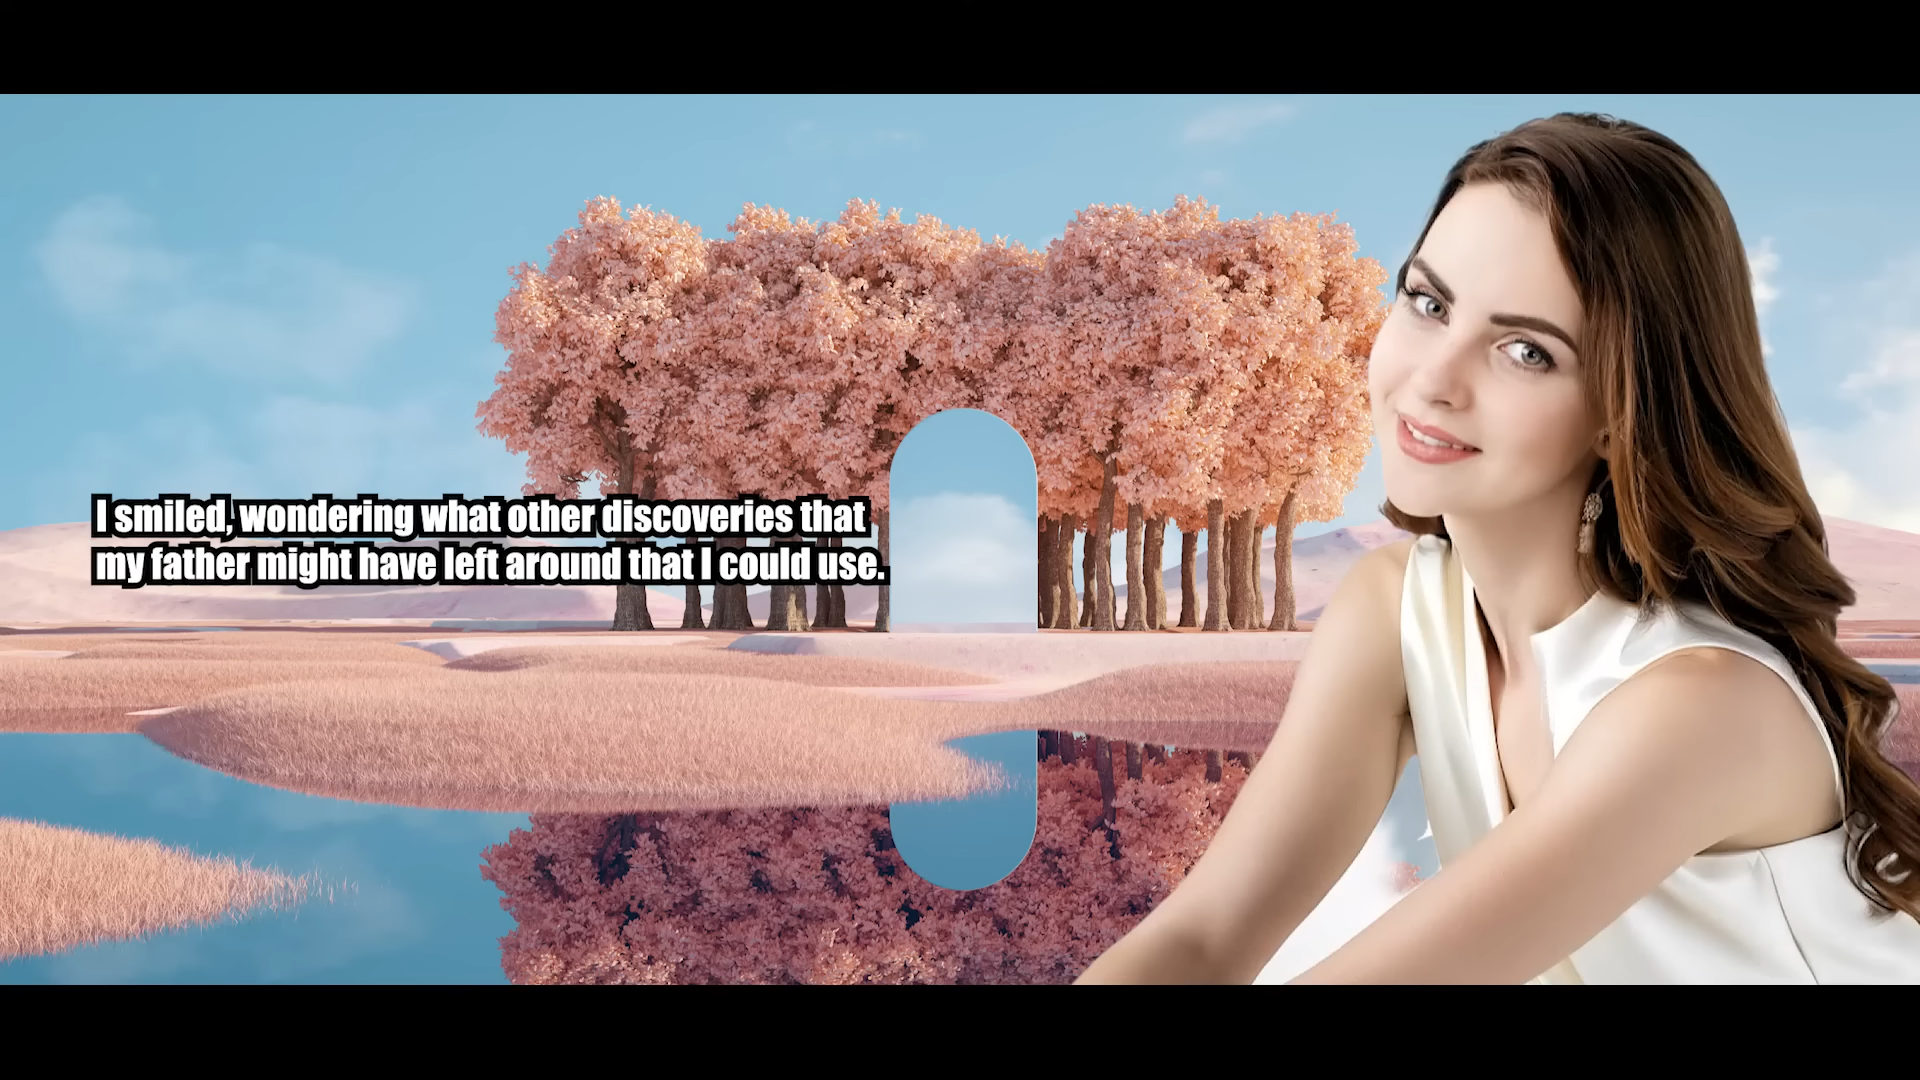 I smiled, wondering what other discoveries that
my father might have left around that I could use.